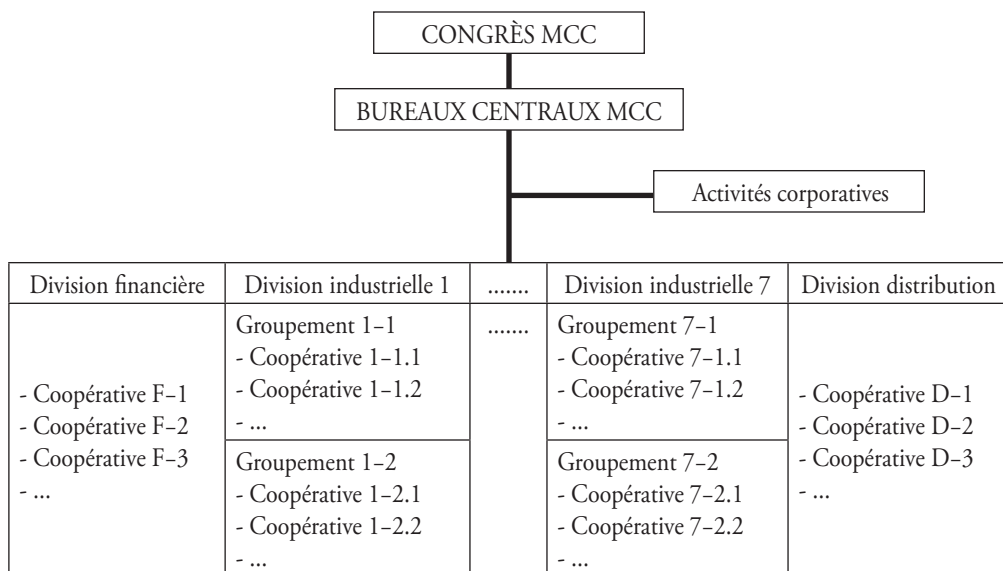 CONGRÈS MCC
BUREAUX CENTRAUX MCC
Activités corporatives
Division financière
- Coopérative F–1
- Coopérative F–2
- Coopérative F–3
- ...
Division industrielle 1
Groupement 1–1
- Coopérative 1–1.1
- Coopérative 1–1.2
- ...
Groupement 1–2
- Coopérative 1–2.1
- Coopérative 1–2.2
- ...
.......
.......
Division industrielle 7
Groupement 7–1
- Coopérative 7–1.1
- Coopérative 7–1.2
- ...
Groupement 7–2
- Coopérative 7–2.1
- Coopérative 7–2.2
- ...
Division distribution
- Coopérative D–1
- Coopérative D–2
- Coopérative D–3
- ...